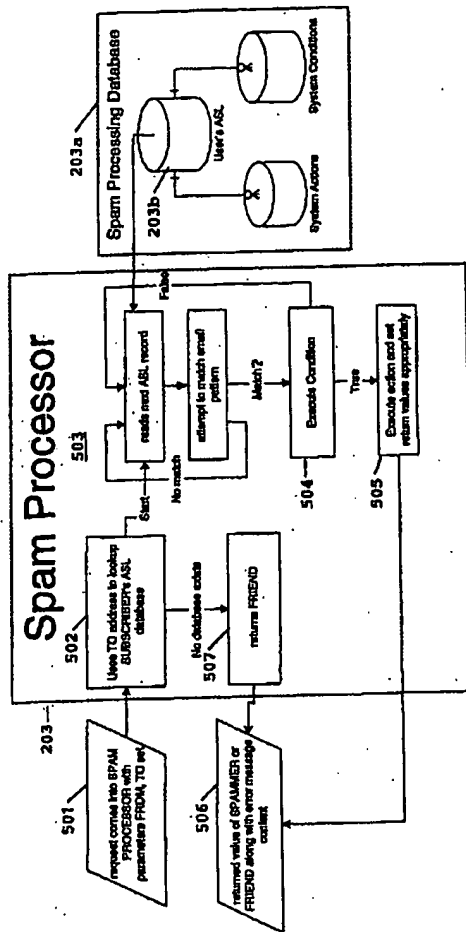 Spam Processor
203
501
request comes into SPAM
PROCESSOR with
parameters FROM, TO set.
502
Uses TO address to lookup
SUBSCRIBER's ASL
database
Start
503
reads next ASL record
False
No match
attempt to match email
pattern
Match?
504
Execute Condition
True
505
Execute action and set
return values appropriately
No database exists
507
returns FRIEND
506
returned value of SPAMMER or
FRIEND along with error message
content
203a
Spam Processing Database
203b
User's ASL
System Actions
System Conditions